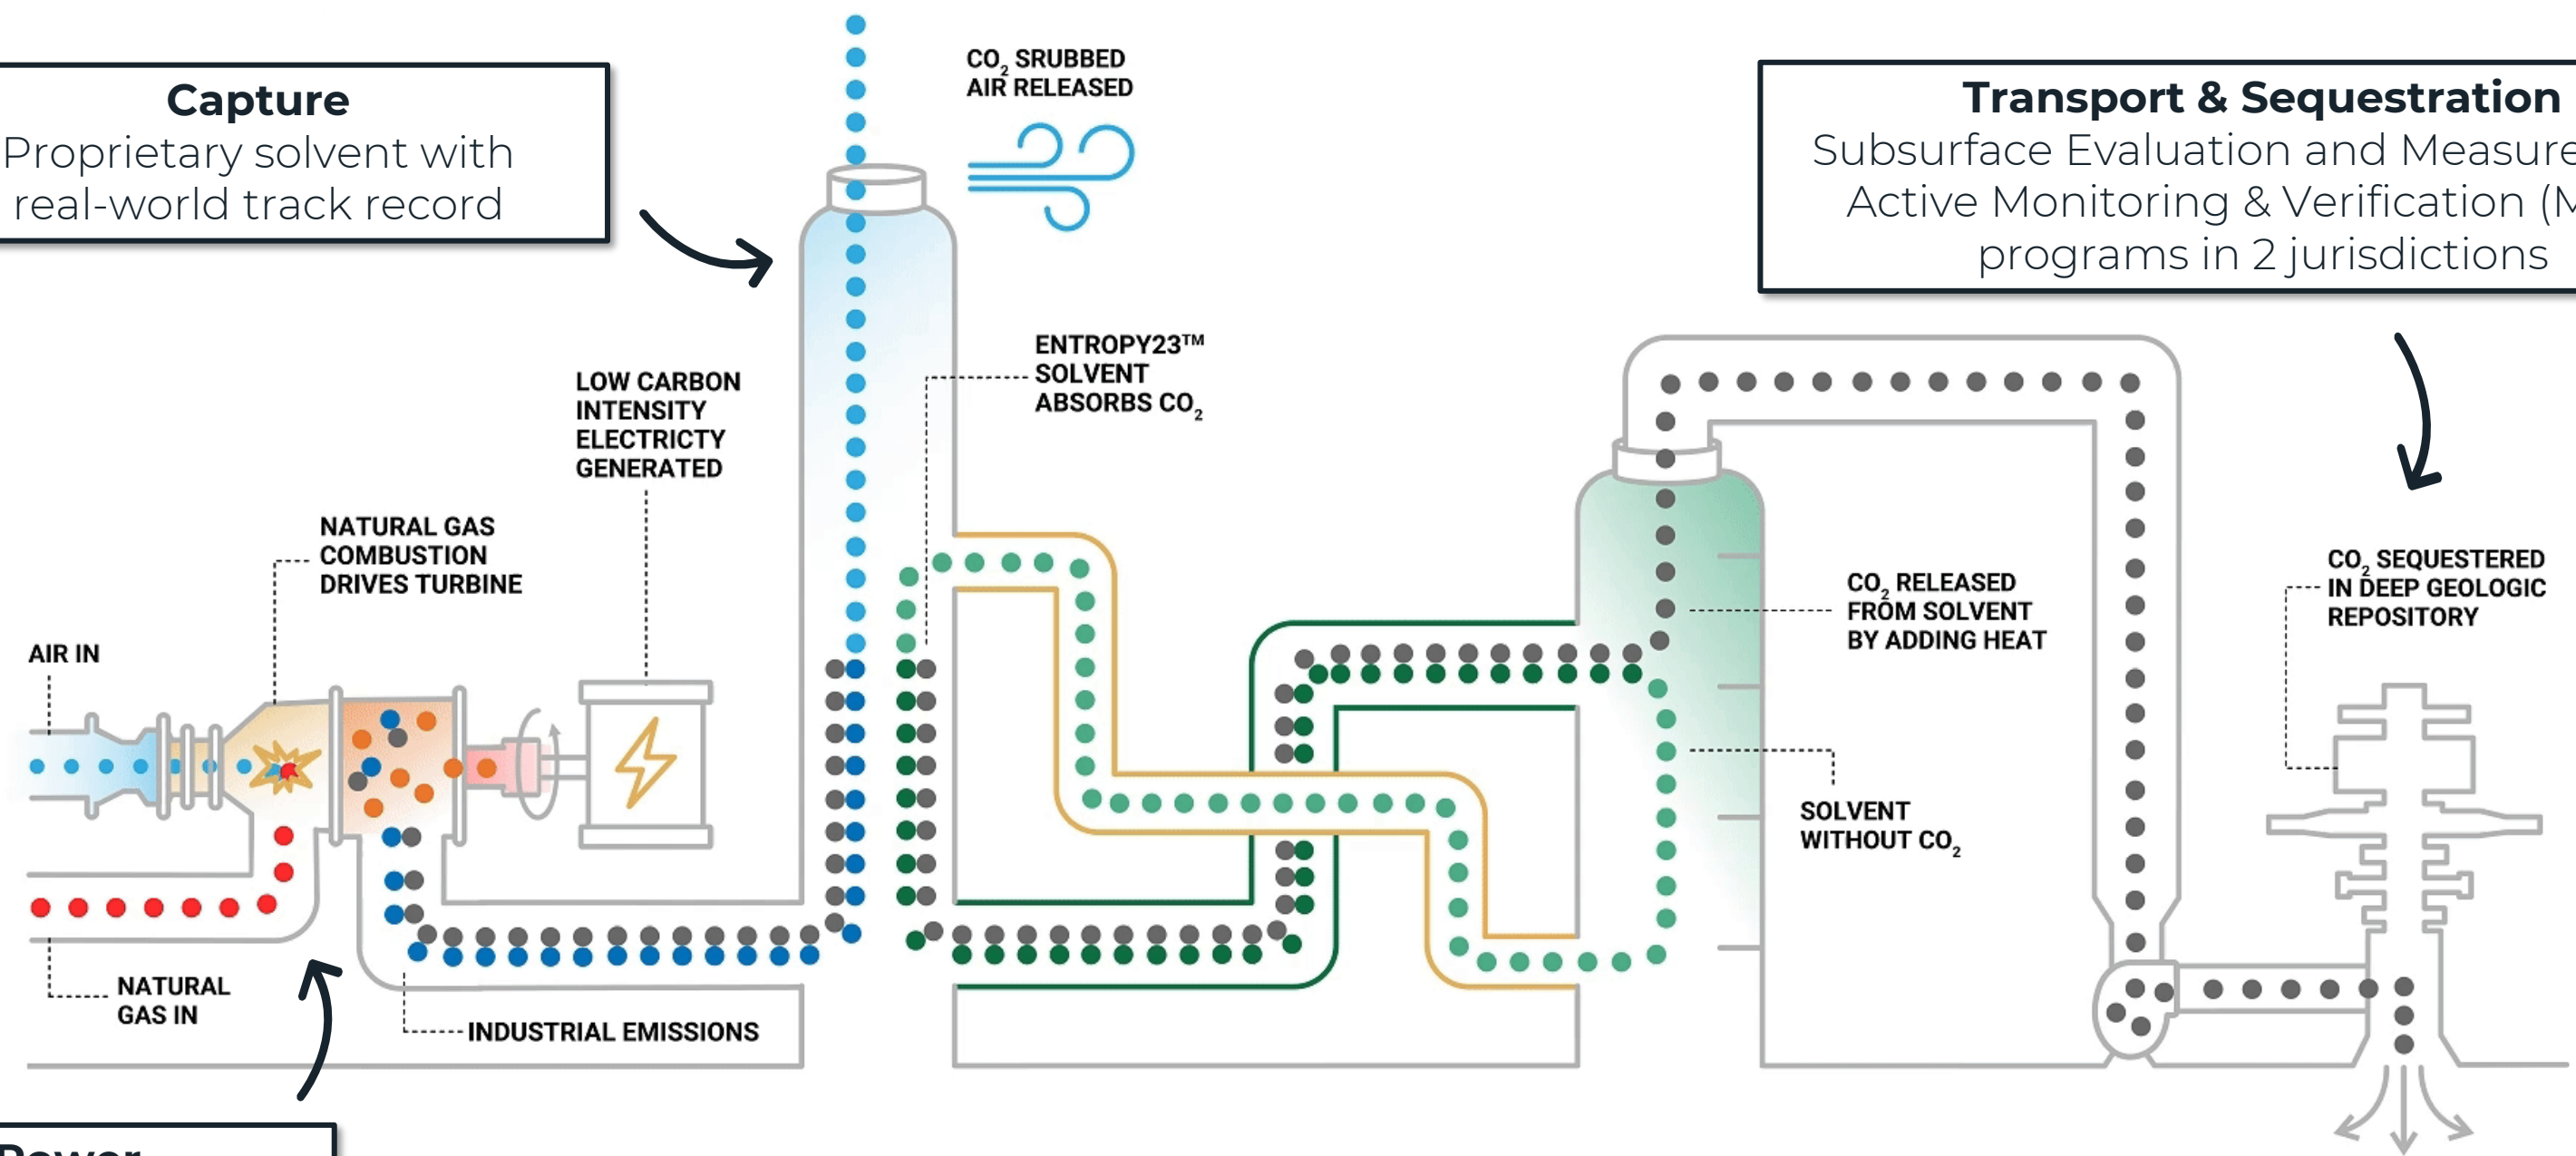 CO2 SRUBBED
AIR RELEASED
Capture
Proprietary solvent with
real-world track record
Transport & Sequestration
Subsurface Evaluation and
Active Monitoring & Verification
programs in 2 jurisdictions
ENTROPY23™
SOLVENT
ABSORBS CO2
LOW CARBON
INTENSITY
ELECTRICTY
GENERATED
NATURAL GAS
COMBUSTION
DRIVES TURBINE
AIR IN
CO2 RELEASED
FROM SOLVENT
BY ADDING HEAT
CO2 SEQUESTERED
IN DEEP GEOLOGIC
REPOSITORY
SOLVENT
WITHOUT CO2
NATURAL
GAS IN
INDUSTRIAL EMISSIONS
Power